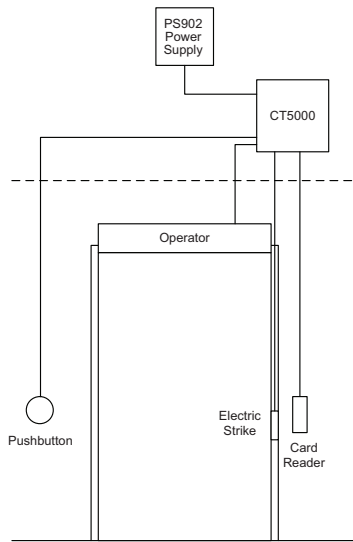 PS902
Power
Supply
CT5000
Operator
Pushbutton
Electric
Strike
Card
Reader